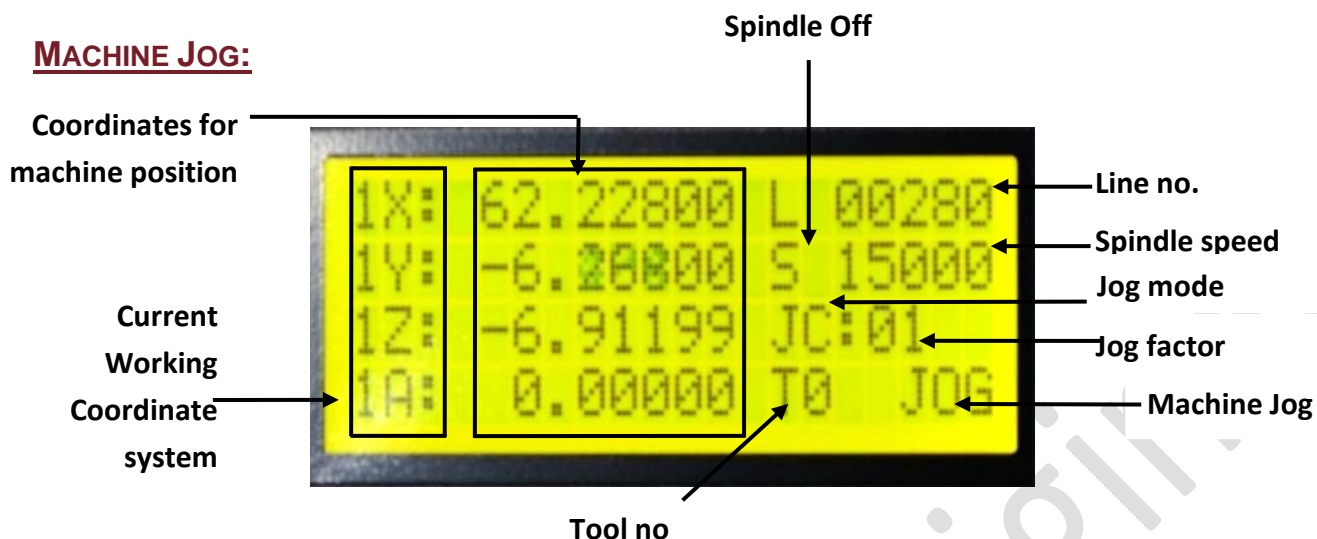 MACHINE JOG:
Spindle Off
Coordinates for
machine position
1X: 62.22800 L 00280
1Y: S 15000
1Z: -6.91199 JC:01
1A: 0.00000 T0 JOG
Line no.
Spindle speed
Jog mode
Jog factor
Machine Jog
Current
Working
Coordinate
system
Tool no